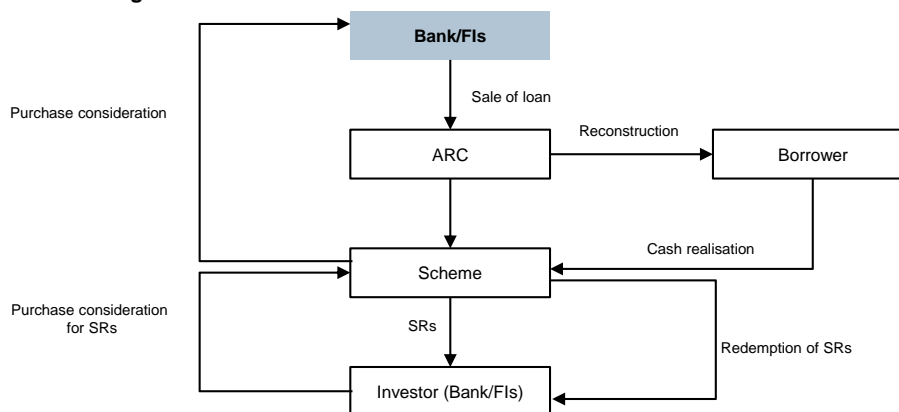 Bank/FIs
Sale of loan
Purchase consideration
Reconstruction
ARC
Borrower
Cash realisation
Scheme
Purchase consideration
for SRs
SRs
Redemption of SRs
Investor (Bank/FIs)